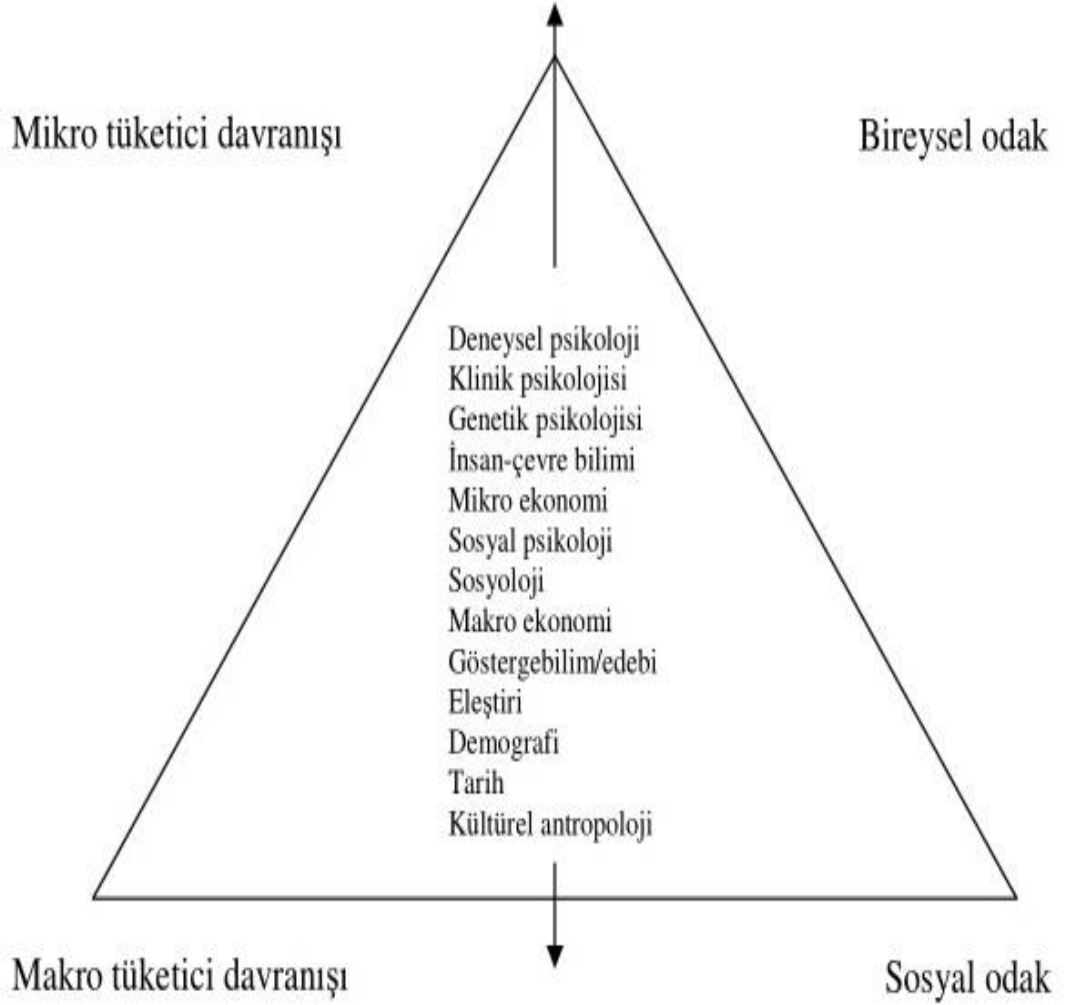 Mikro tüketici davranışı
Bireysel odak
Deneysel psikoloji
Klinik psikolojisi
Genetik psikolojisi
İnsan-çevre bilimi
Mikro ekonomi
Sosyal psikoloji
Sosyoloji
Makro ekonomi
Göstergebilim/edebi
Eleştiri
Demografi
Tarih
Kültürel antropoloji
Makro tüketici davranışı
Sosyal odak